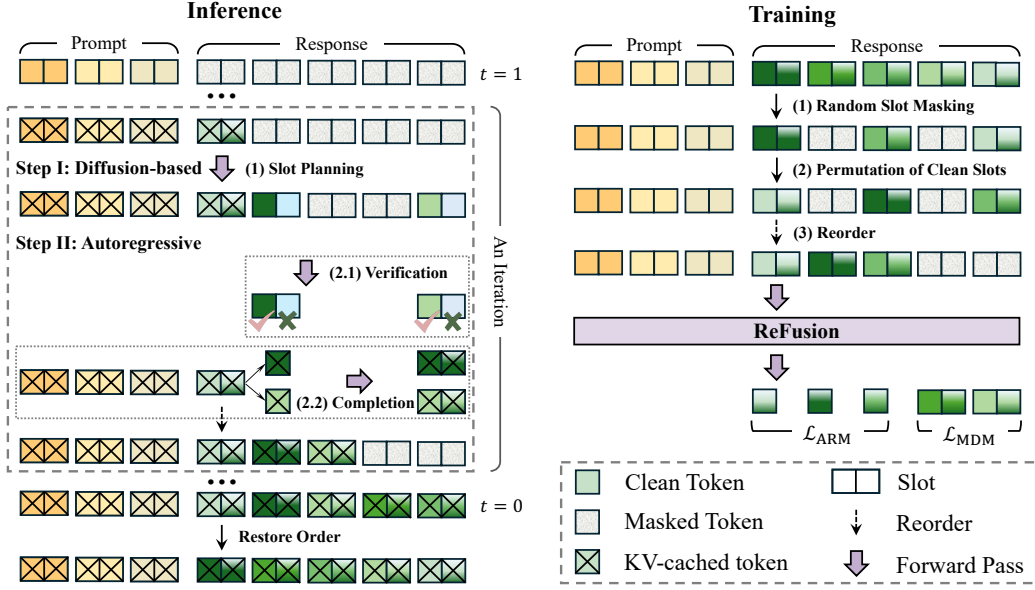 Inference
Prompt
Response
t = 1
•••
Step I: Diffusion-based
(1) Slot Planning
Step II: Autoregressive
(2.1) Verification
(2.2) Completion
An Iteration
•••
t = 0
Restore Order
Training
Prompt
Response
(1) Random Slot Masking
(2) Permutation of Clean Slots
(3) Reorder
ReFusion
ℒARM
ℒMDM
Clean Token
Slot
Masked Token
Reorder
KV-cached token
Forward Pass